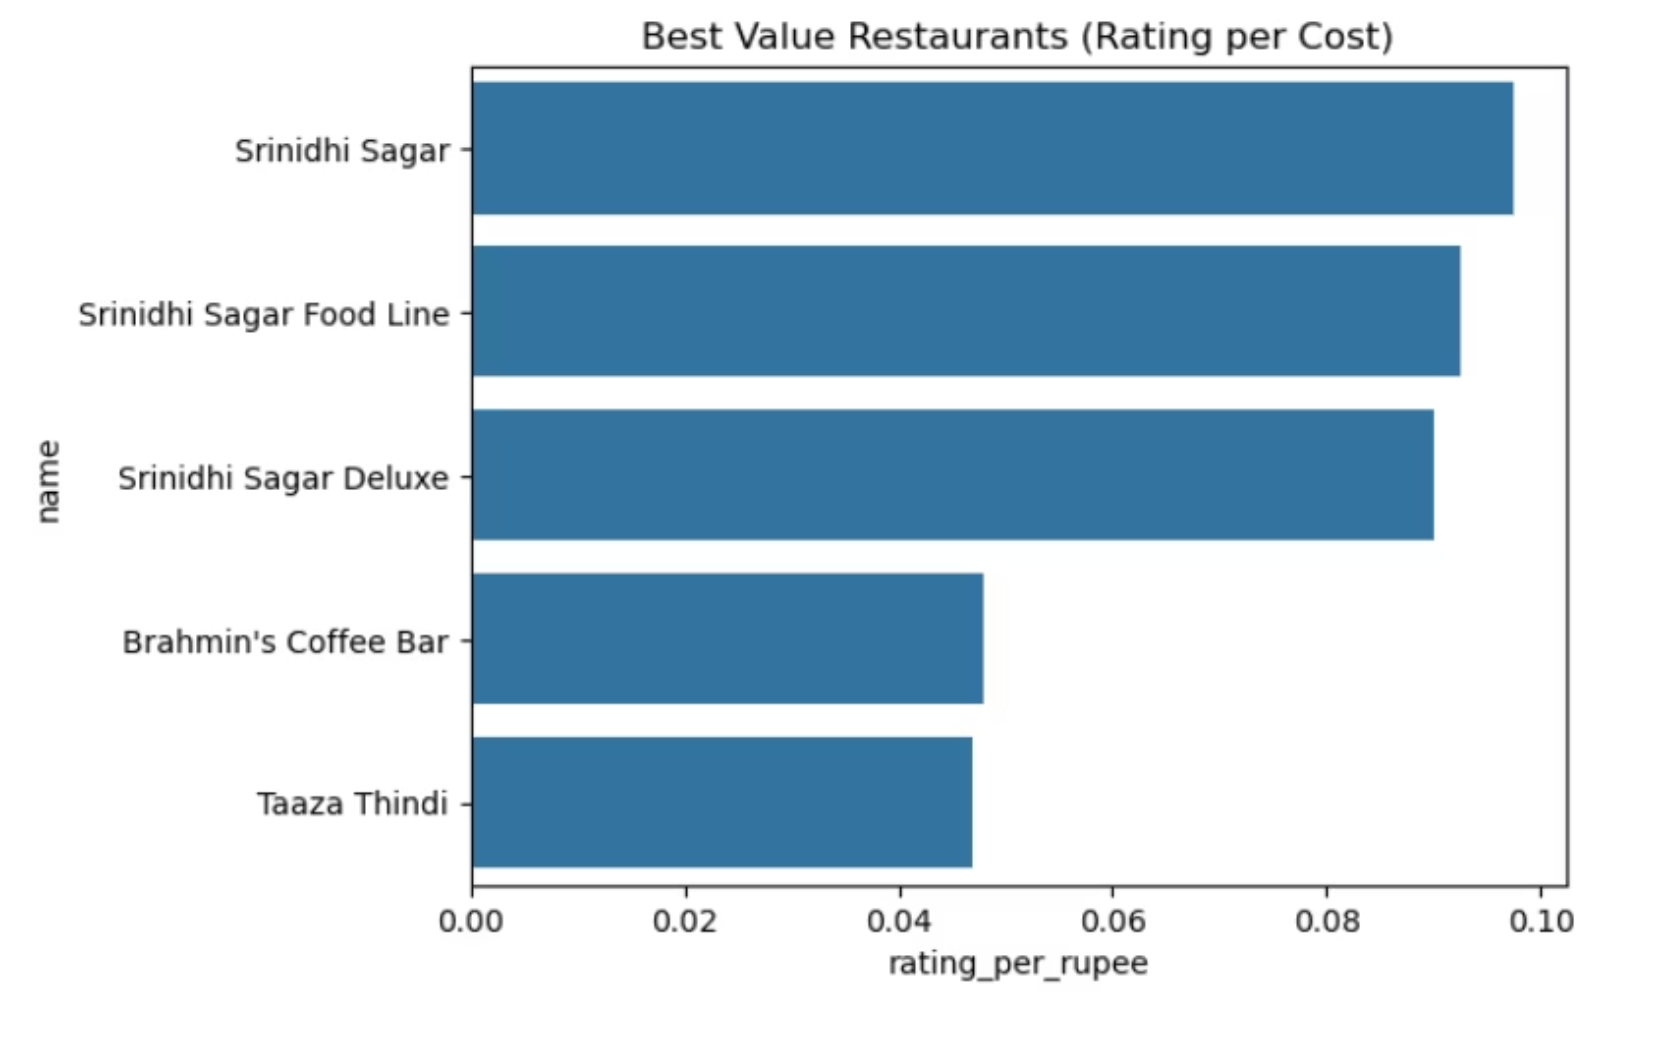 Best Value Restaurants (Rating per Cost)
Srinidhi Sagar
Srinidhi Sagar Food Line
Srinidhi Sagar Deluxe
Brahmin's Coffee Bar
Taaza Thindi
name
0.00 0.02 0.04 0.06 0.08 0.10
rating_per_rupee